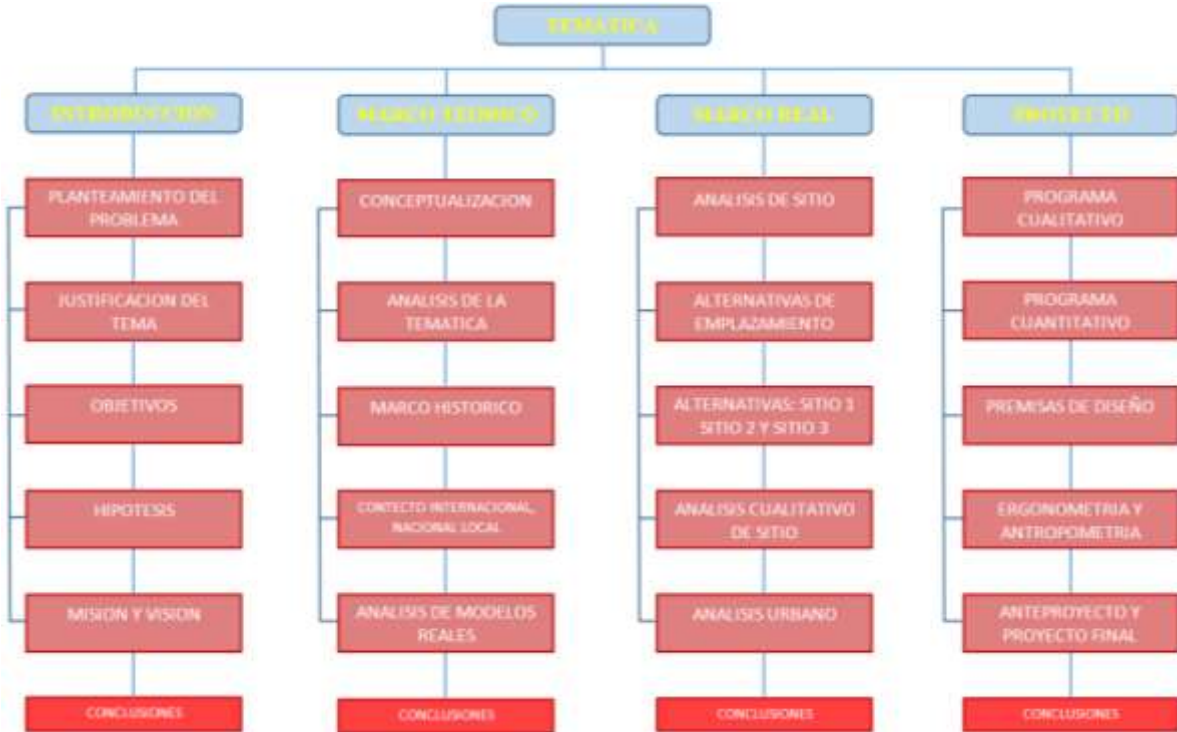 TEMATICA
INTRODUCCION
MARCO TEORICO
MARCO REAL
PROYECTO
PLANTEAMIENTO DEL
PROBLEMA
JUSTIFICACION DEL
TEMA
OBJETIVOS
HIPOTESIS
MISION Y VISION
CONCLUSIONES
CONCEPTUALIZACION
ANALISIS DE LA
TEMATICA
MARCO HISTORICO
CONTECTO INTERNACIONAL,
NACIONAL LOCAL
ANALISIS DE MODELOS
REALES
CONCLUSIONES
ANALISIS DE SITIO
ALTERNATIVAS DE
EMPLAZAMIENTO
ALTERNATIVAS: SITIO 1
SITIO 2 Y SITIO 3
ANALISIS CUALITATIVO
DE SITIO
ANALISIS URBANO
CONCLUSIONES
PROGRAMA
CUALITATIVO
PROGRAMA
CUANTITATIVO
PREMISAS DE DISEÑO
ERGONOMETRIA Y
ANTROPOMETRIA
ANTEPROYECTO Y
PROYECTO FINAL
CONCLUSIONES